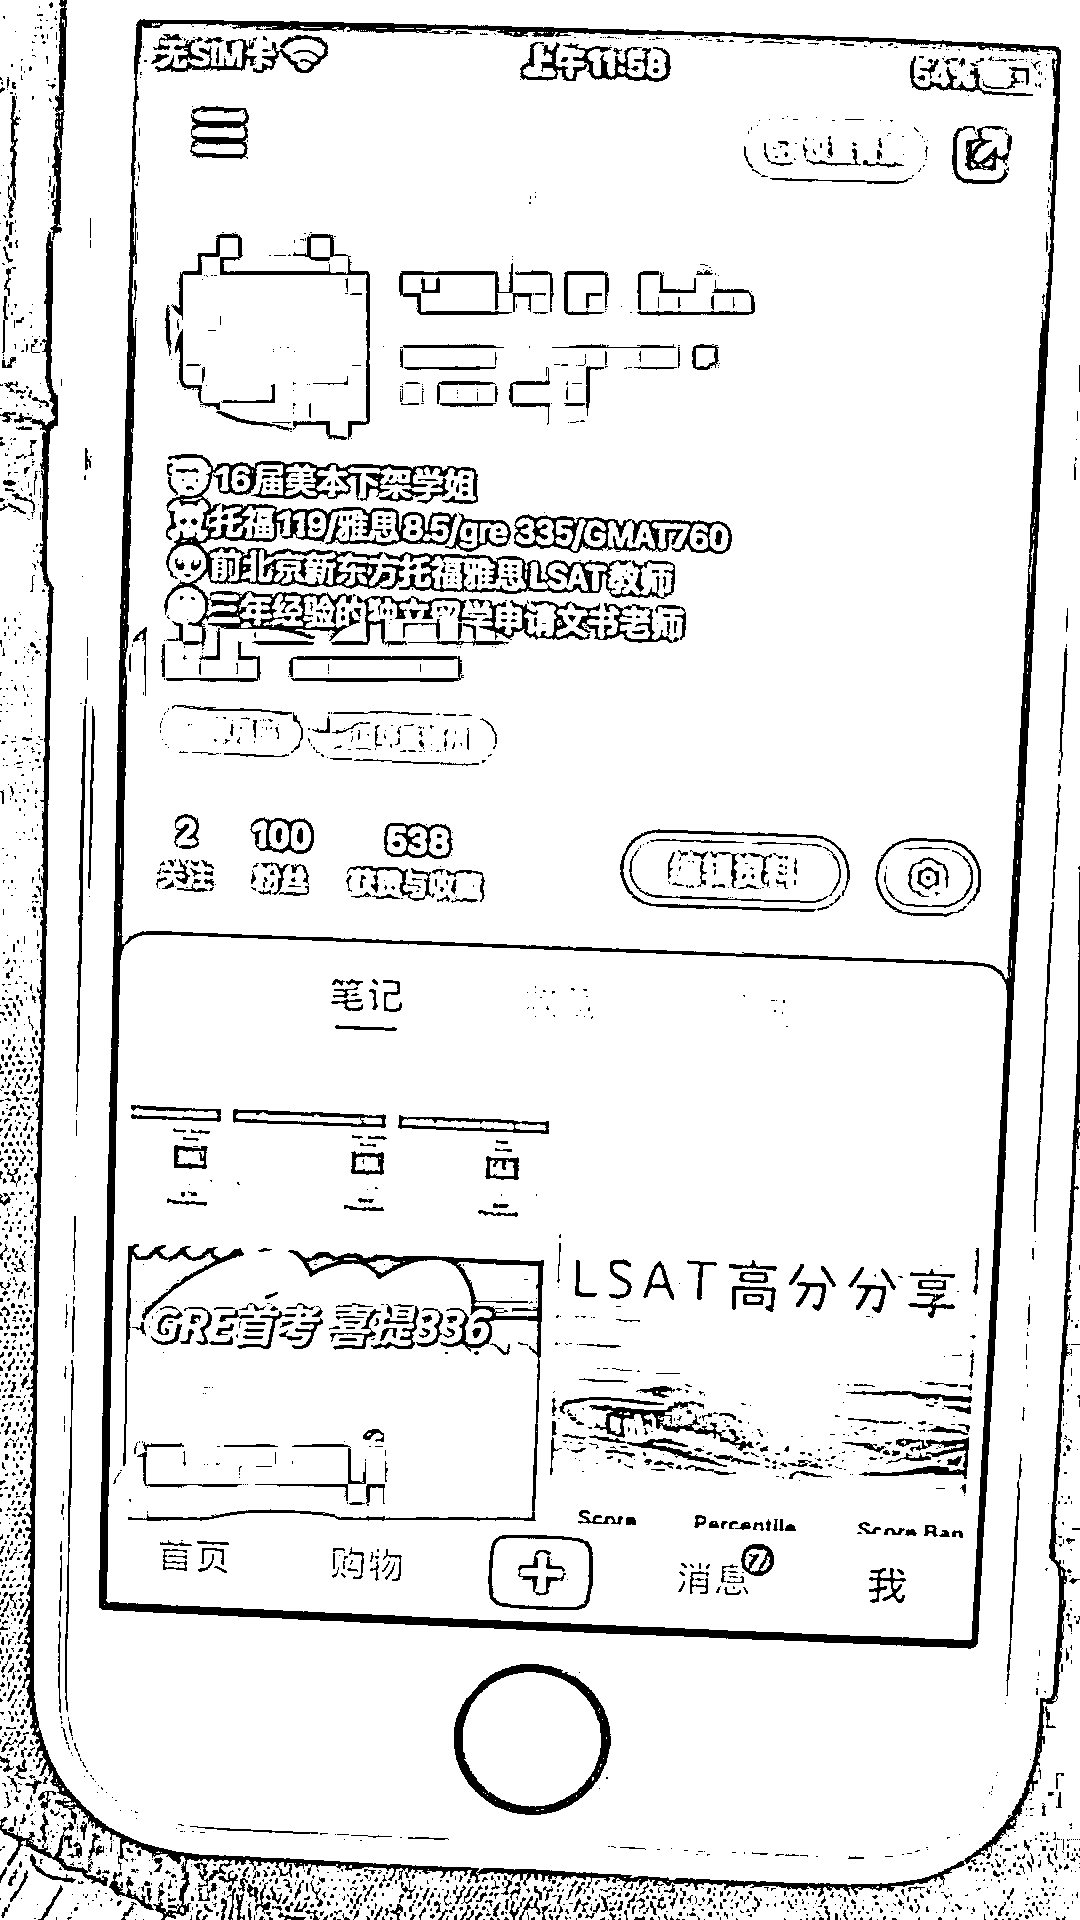 无SIM卡 上午11:58 54%
16届美本下架学姐
托福119/雅思8.5/gre 335/GMAT760
前北京新东方托福雅思LSAT教师
三年经验的独立留学申请文书老师
2 100 538
关注 粉丝 获赞与收藏
编辑资料
笔记 收藏
GRE首考 喜提336
LSAT高分分享
Score Percentile Score Ban
首页 购物 消息 7 我